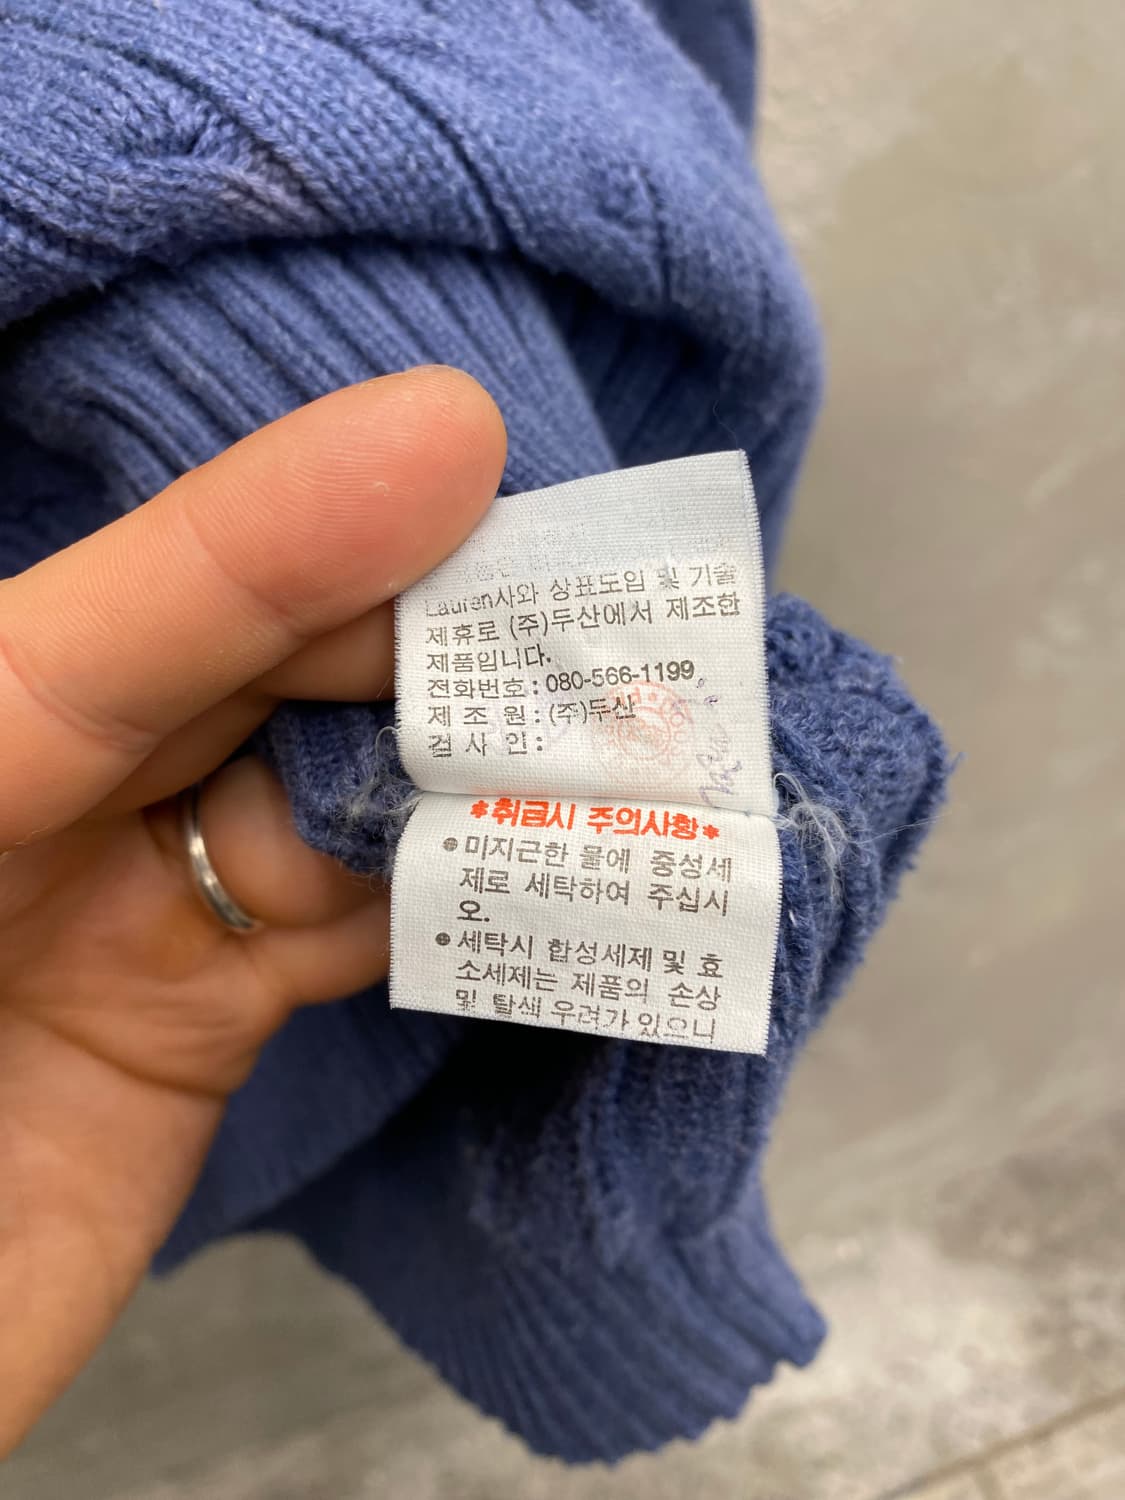 Lauren사와 상표도입 및 기술
제휴로 (주)두산에서 제조한
제품입니다.
전화번호 : 080-566-1199
제 조 원 : (주)두산
검 사 인 :
*취급시 주의사항*
●미지근한 물에 중성세
제로 세탁하여 주십시
오.
●세탁시 합성세제 및 효
소세제는 제품의 손상
및 탈색 우려가 있으니